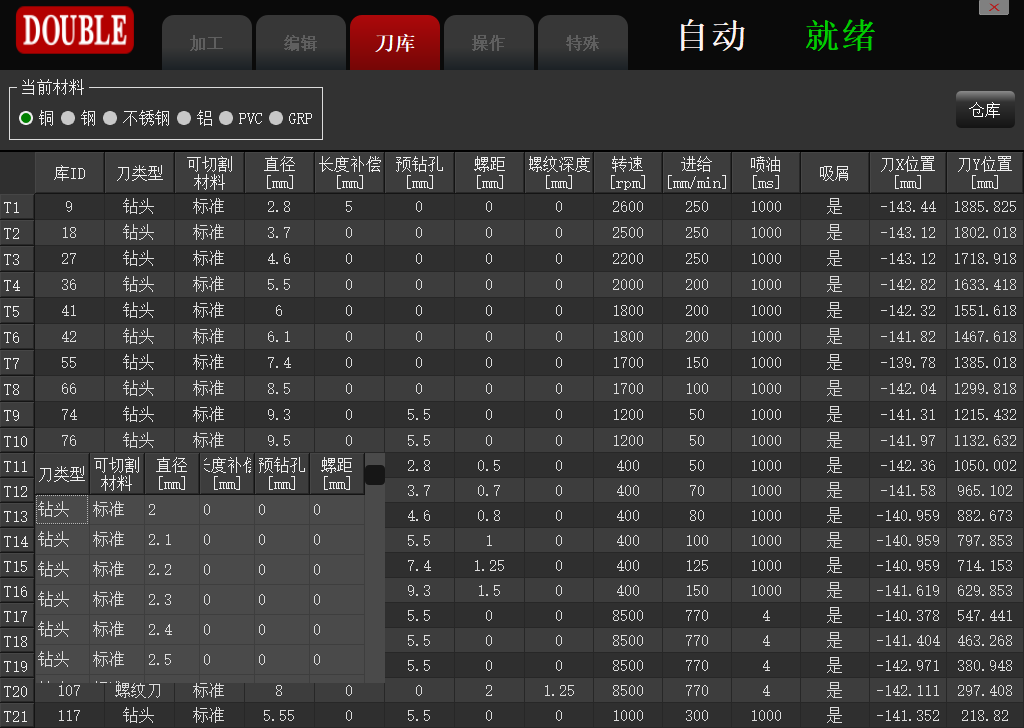 DOUBLE
加工 编辑 刀库 操作 特殊 自动 就绪
当前材料
铜 钢 不锈钢 铝 PVC GRP
仓库
库ID 刀类型 可切割材料 直径[mm] 长度补偿[mm] 预钻孔[mm] 螺距[mm] 螺纹深度[mm] 转速[rpm] 进给[mm/min] 喷油[ms] 吸屑 刀X位置[mm] 刀Y位置[mm]
T1 9 钻头 标准 2.8 5 0 0 0 2600 250 1000 是 -143.44 1885.825
T2 18 钻头 标准 3.7 0 0 0 0 2500 250 1000 是 -143.12 1802.018
T3 27 钻头 标准 4.6 0 0 0 0 2200 250 1000 是 -143.12 1718.918
T4 36 钻头 标准 5.5 0 0 0 0 2000 200 1000 是 -142.82 1633.418
T5 41 钻头 标准 6 0 0 0 0 1800 200 1000 是 -142.32 1551.618
T6 42 钻头 标准 6.1 0 0 0 0 1800 200 1000 是 -141.82 1467.618
T7 55 钻头 标准 7.4 0 0 0 0 1700 150 1000 是 -139.78 1385.018
T8 66 钻头 标准 8.5 0 0 0 0 1700 100 1000 是 -142.04 1299.818
T9 74 钻头 标准 9.3 0 5.5 0 0 1200 50 1000 是 -141.31 1215.432
T10 76 钻头 标准 9.5 0 5.5 0 0 1200 50 1000 是 -141.97 1132.632
T11 2.8 0.5 0 400 50 1000 是 -142.36 1050.002
T12 3.7 0.7 0 400 70 1000 是 -141.58 965.102
T13 4.6 0.8 0 400 80 1000 是 -140.959 882.673
T14 5.5 1 0 400 100 1000 是 -140.959 797.853
T15 7.4 1.25 0 400 125 1000 是 -140.959 714.153
T16 9.3 1.5 0 400 150 1000 是 -141.619 629.853
T17 5.5 0 0 8500 770 4 是 -140.378 547.441
T18 5.5 0 0 8500 770 4 是 -141.404 463.268
T19 5.5 0 0 8500 770 4 是 -142.971 380.948
T20 107 螺纹刀 标准 8 0 0 2 1.25 8500 770 4 是 -142.111 297.408
T21 117 钻头 标准 5.55 0 5.5 0 0 1000 300 1000 是 -141.352 218.82
刀类型 可切割材料 直径[mm] 长度补偿[mm] 预钻孔[mm] 螺距[mm]
钻头 标准 2 0 0 0
钻头 标准 2.1 0 0 0
钻头 标准 2.2 0 0 0
钻头 标准 2.3 0 0 0
钻头 标准 2.4 0 0 0
钻头 标准 2.5 0 0 0